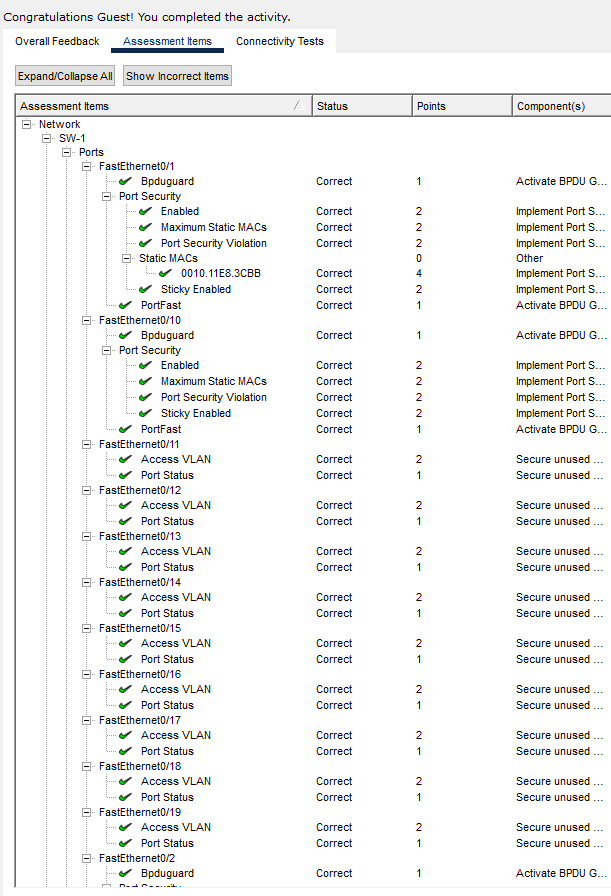 Congratulations Guest! You completed the activity.
Overall Feedback Assessment Items Connectivity Tests
Expand/Collapse All Show Incorrect Items
Assessment Items Status Points Component(s)
Network
SW-1
Ports
FastEthernet0/1
Bpduguard Correct 1 Activate BPDU G...
Port Security
Enabled Correct 2 Implement Port S...
Maximum Static MACs Correct 2 Implement Port S...
Port Security Violation Correct 2 Implement Port S...
Static MACs 0 Other
0010.11E8.3CBB Correct 4 Implement Port S...
Sticky Enabled Correct 2 Implement Port S...
PortFast Correct 1 Activate BPDU G...
FastEthernet0/10
Bpduguard Correct 1 Activate BPDU G...
Port Security
Enabled Correct 2 Implement Port S...
Maximum Static MACs Correct 2 Implement Port S...
Port Security Violation Correct 2 Implement Port S...
Sticky Enabled Correct 2 Implement Port S...
PortFast Correct 1 Activate BPDU G...
FastEthernet0/11
Access VLAN Correct 2 Secure unused ...
Port Status Correct 1 Secure unused ...
FastEthernet0/12
Access VLAN Correct 2 Secure unused ...
Port Status Correct 1 Secure unused ...
FastEthernet0/13
Access VLAN Correct 2 Secure unused ...
Port Status Correct 1 Secure unused ...
FastEthernet0/14
Access VLAN Correct 2 Secure unused ...
Port Status Correct 1 Secure unused ...
FastEthernet0/15
Access VLAN Correct 2 Secure unused ...
Port Status Correct 1 Secure unused ...
FastEthernet0/16
Access VLAN Correct 2 Secure unused ...
Port Status Correct 1 Secure unused ...
FastEthernet0/17
Access VLAN Correct 2 Secure unused ...
Port Status Correct 1 Secure unused ...
FastEthernet0/18
Access VLAN Correct 2 Secure unused ...
Port Status Correct 1 Secure unused ...
FastEthernet0/19
Access VLAN Correct 2 Secure unused ...
Port Status Correct 1 Secure unused ...
FastEthernet0/2
Bpduguard Correct 1 Activate BPDU G...
Port Security